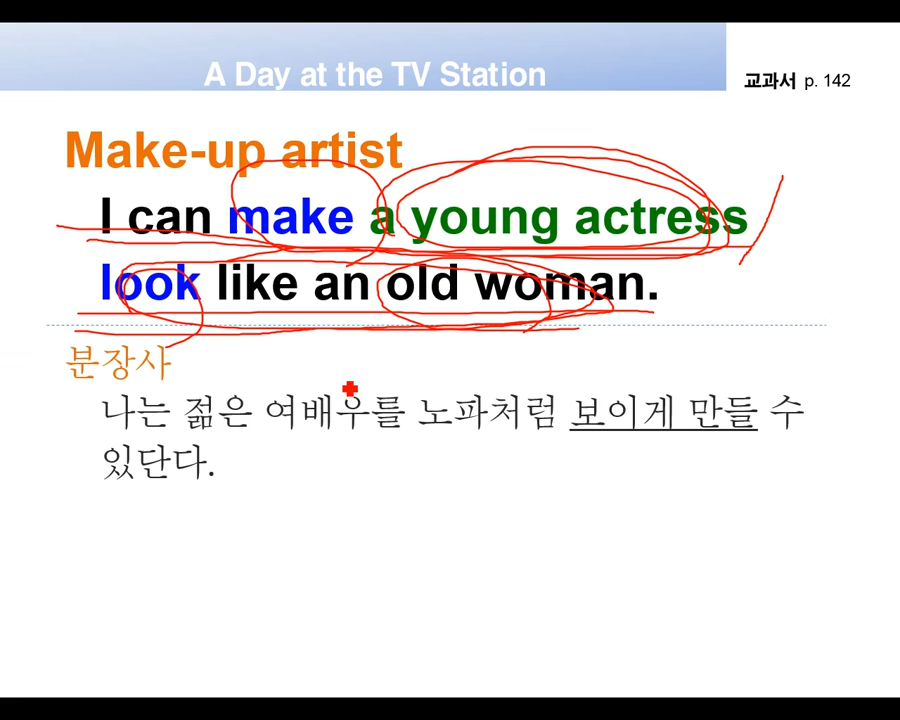 A Day at the TV Station
교과서 p. 142
Make-up artist
I can make a young actress
look like an old woman.
분장사
나는 젊은 여배우를 노파처럼 보이게 만들 수
있단다.